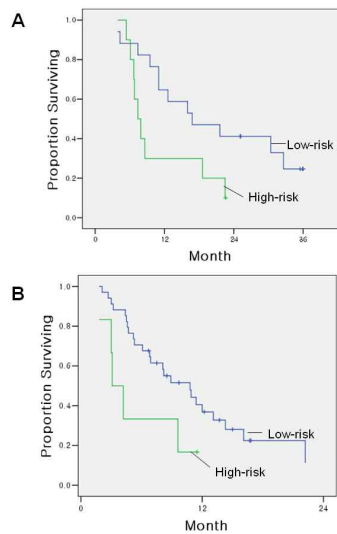 A
Proportion Surviving
1.0
0.8
0.6
0.4
0.2
0.0
Low-risk
High-risk
0 12 24 36
Month
B
Proportion Surviving
1.0
0.8
0.6
0.4
0.2
0.0
Low-risk
High-risk
0 12 24
Month